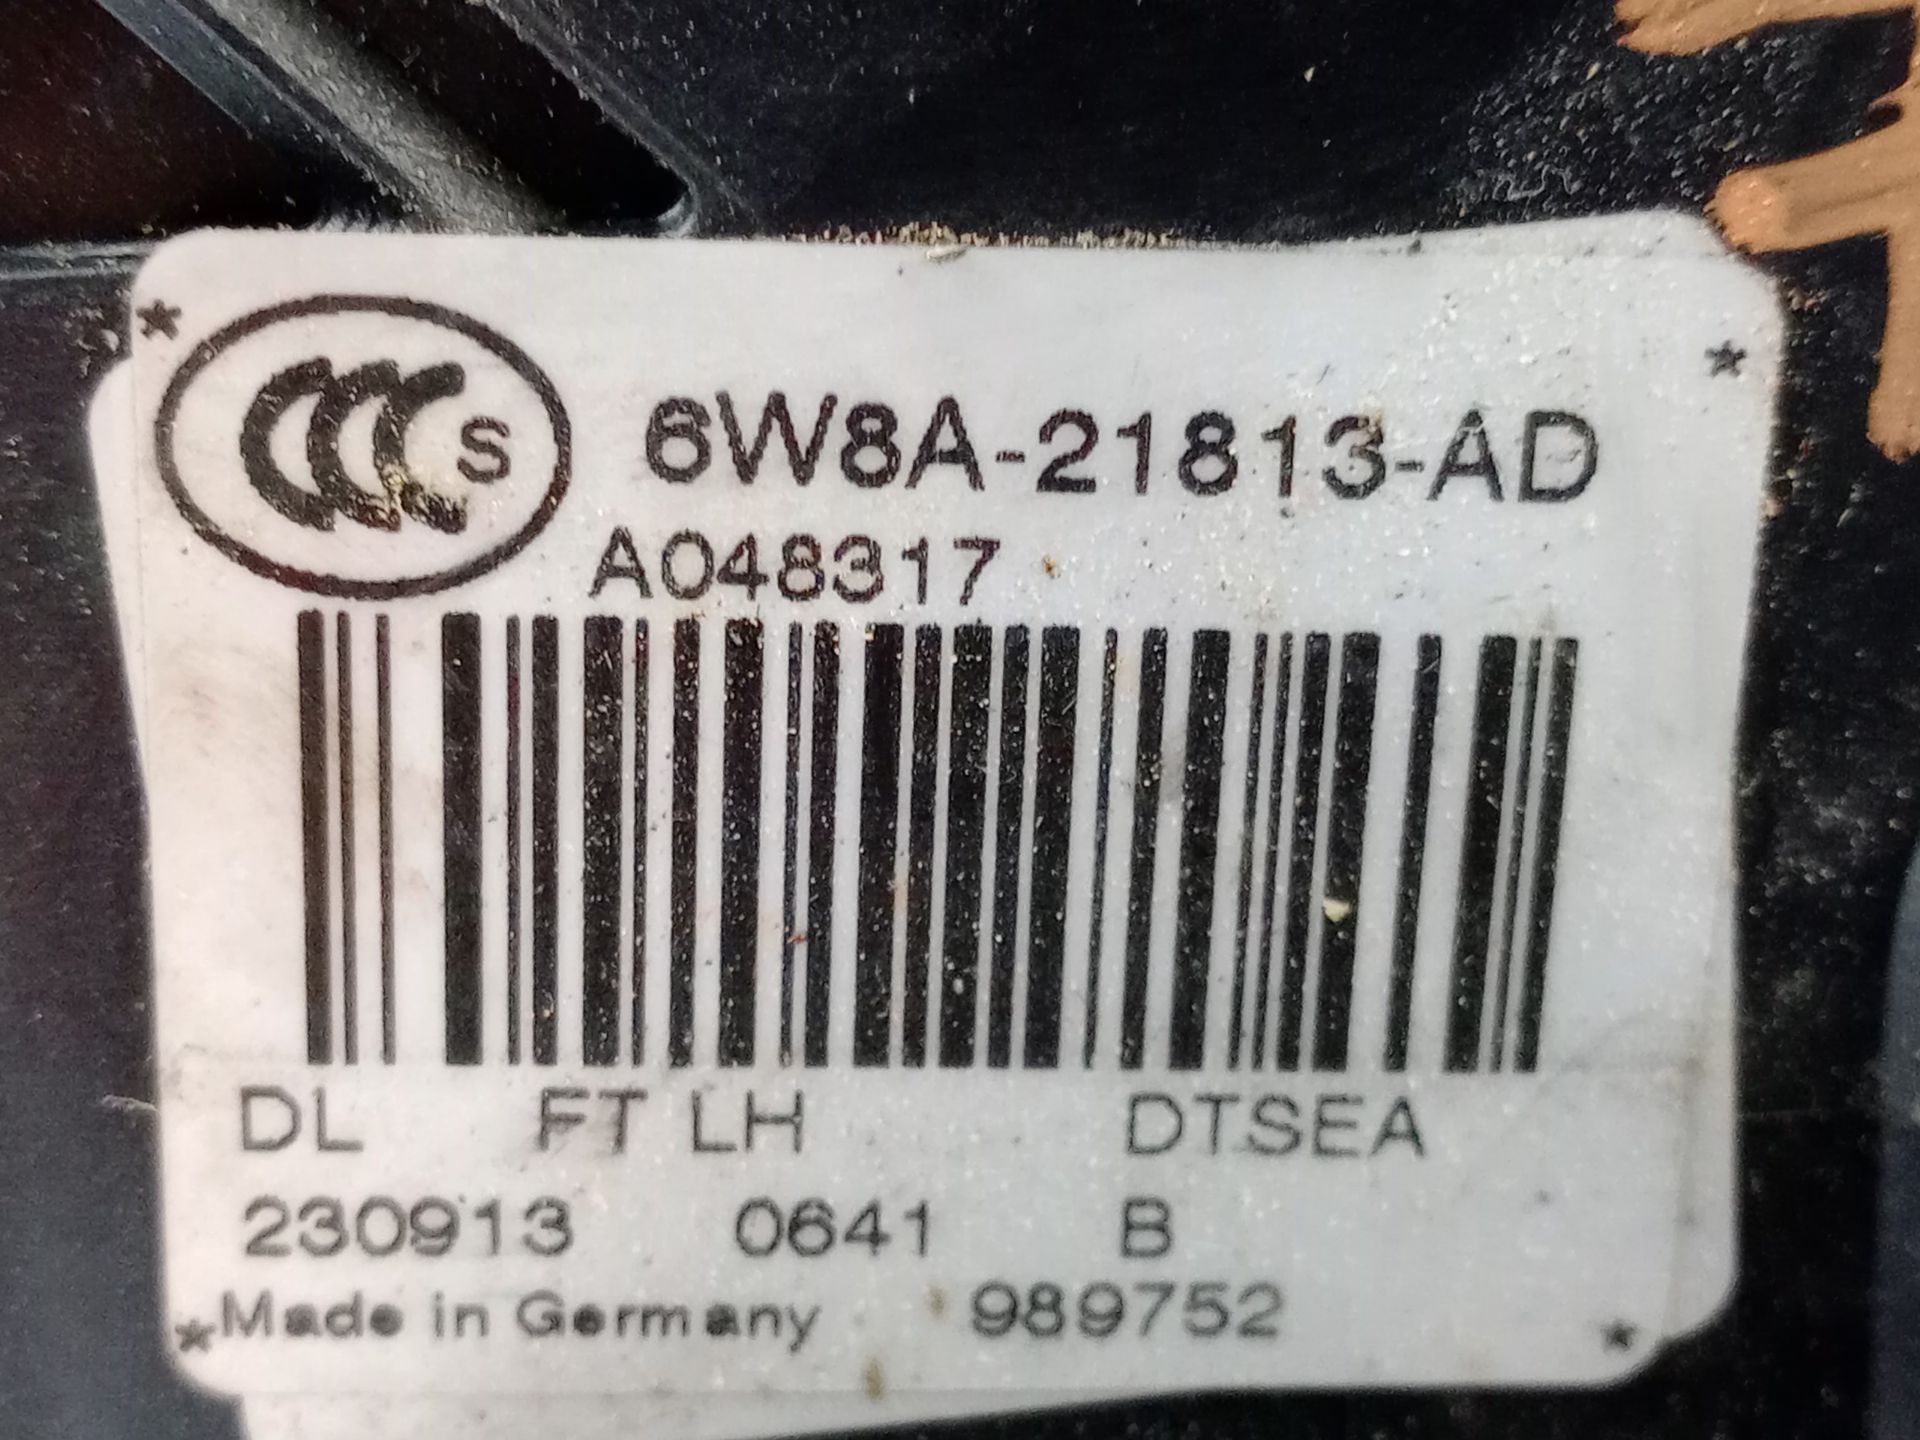 CCC S 6W8A-21813-AD
A048317
DL FT LH DTSEA
230913 0641 B
Made in Germany 989752